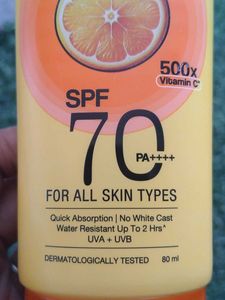 500x
Vitamin C*
SPF
70
PA++++
FOR ALL SKIN TYPES
Quick Absorption | No White Cast
Water Resistant Up To 2 Hrs^
UVA + UVB
DERMATOLOGICALLY TESTED 80 ml